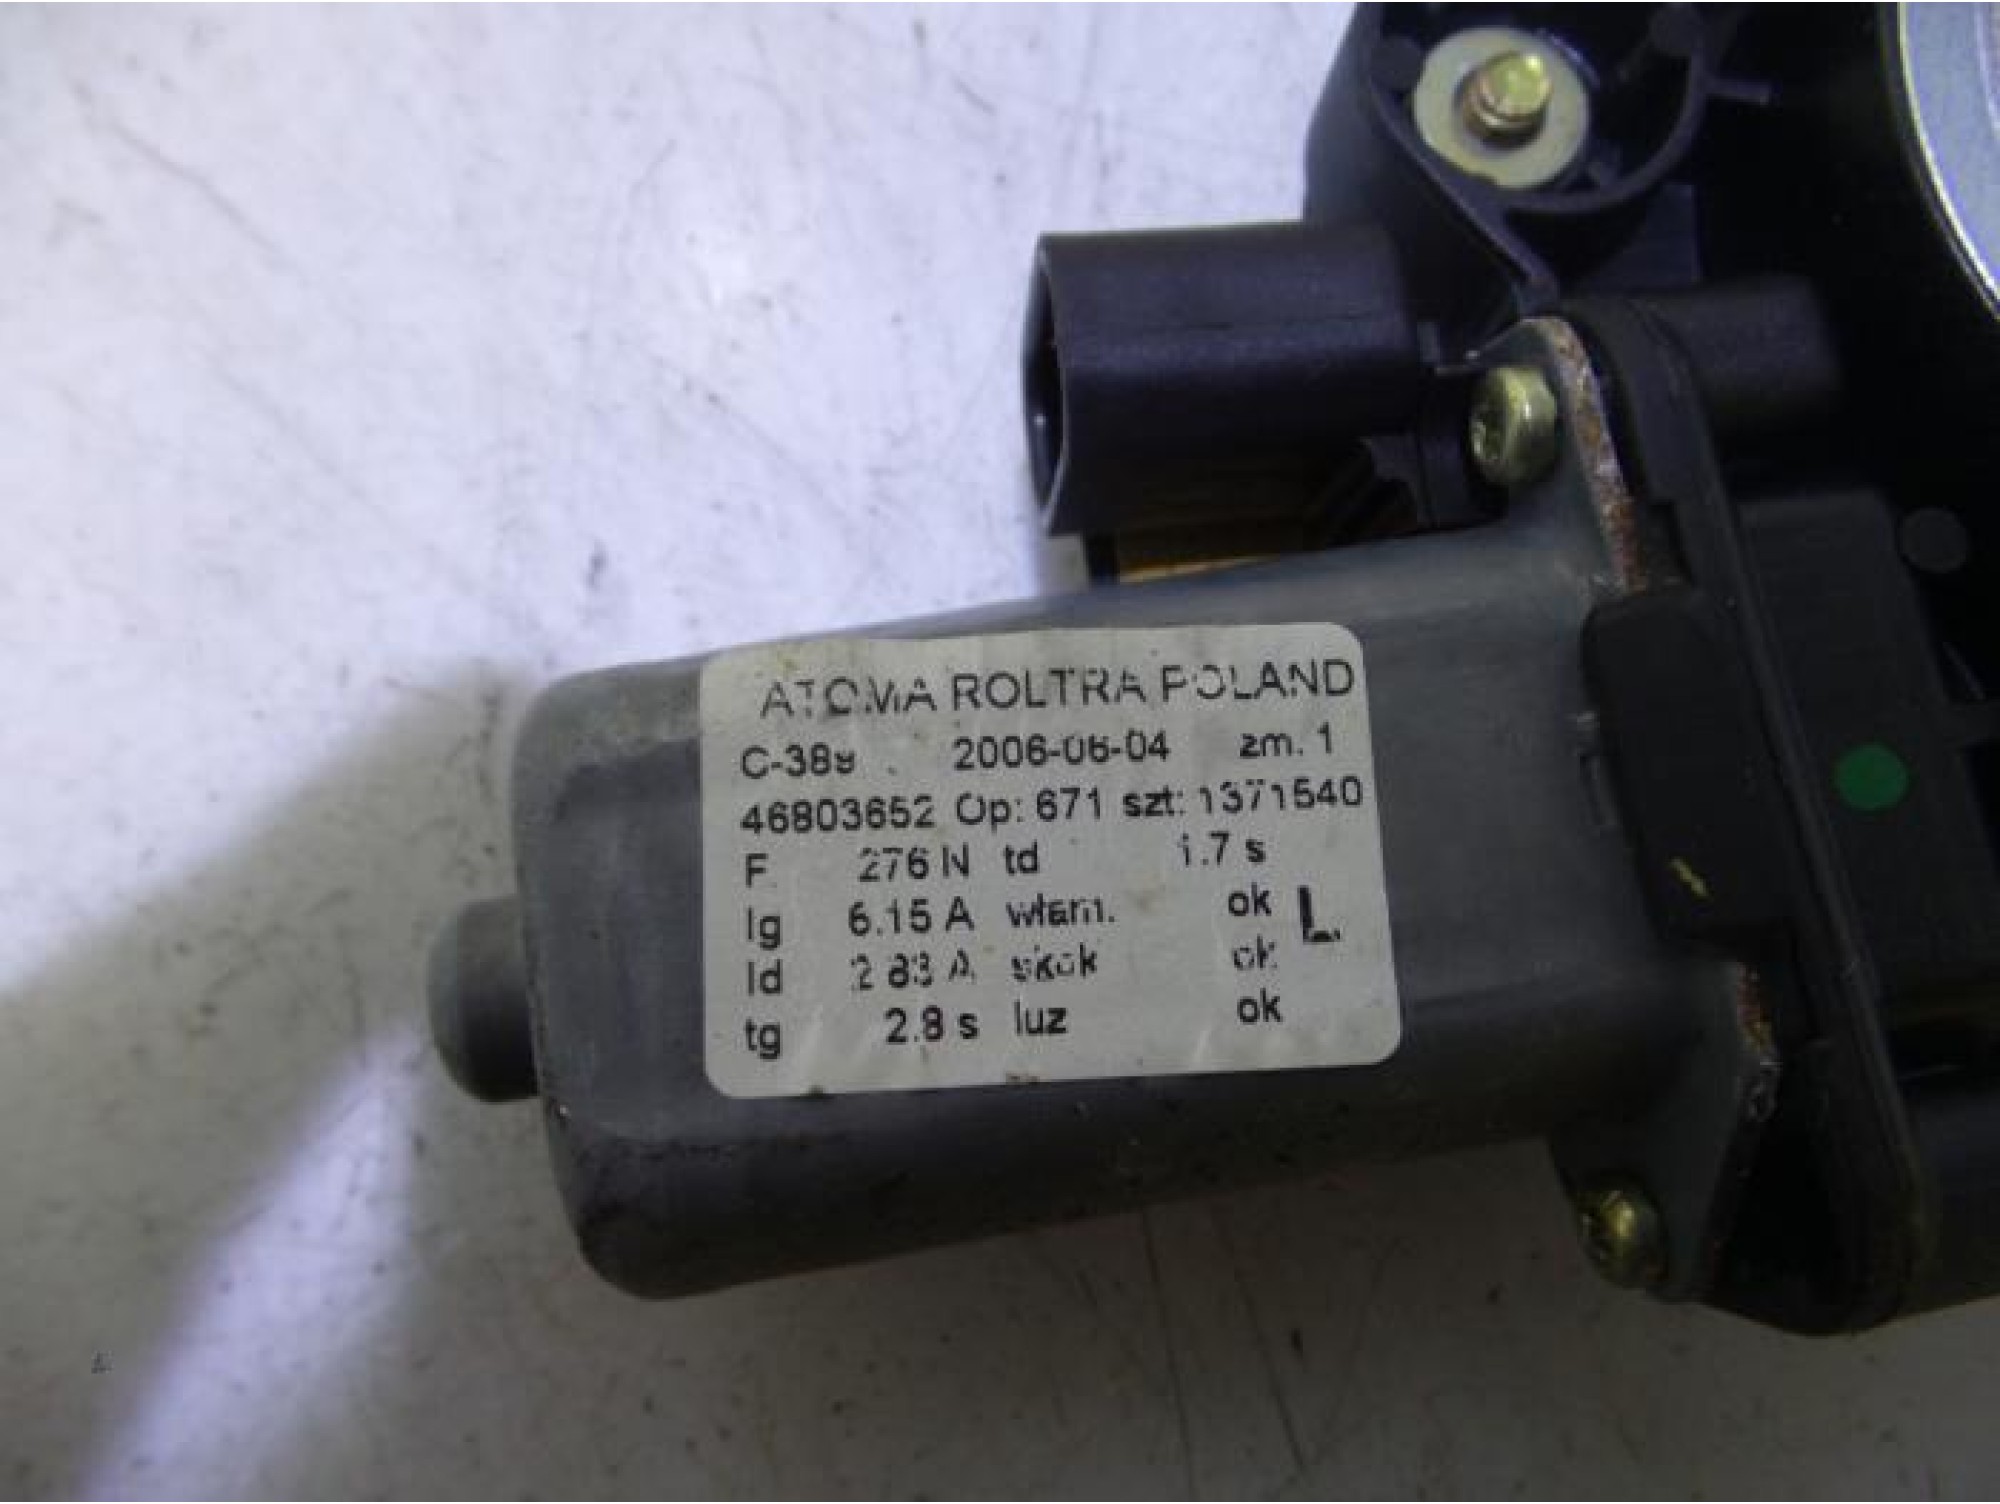 ATOMA ROLTRA POLAND
C-389 2006-06-04 zm. 1
46803652 Op: 671 szt: 1371540
F 276 N td 1.7 s
Ig 6.15 A włam. ok L
Id 2.83 A skok ok
tg 2.8 s luz ok